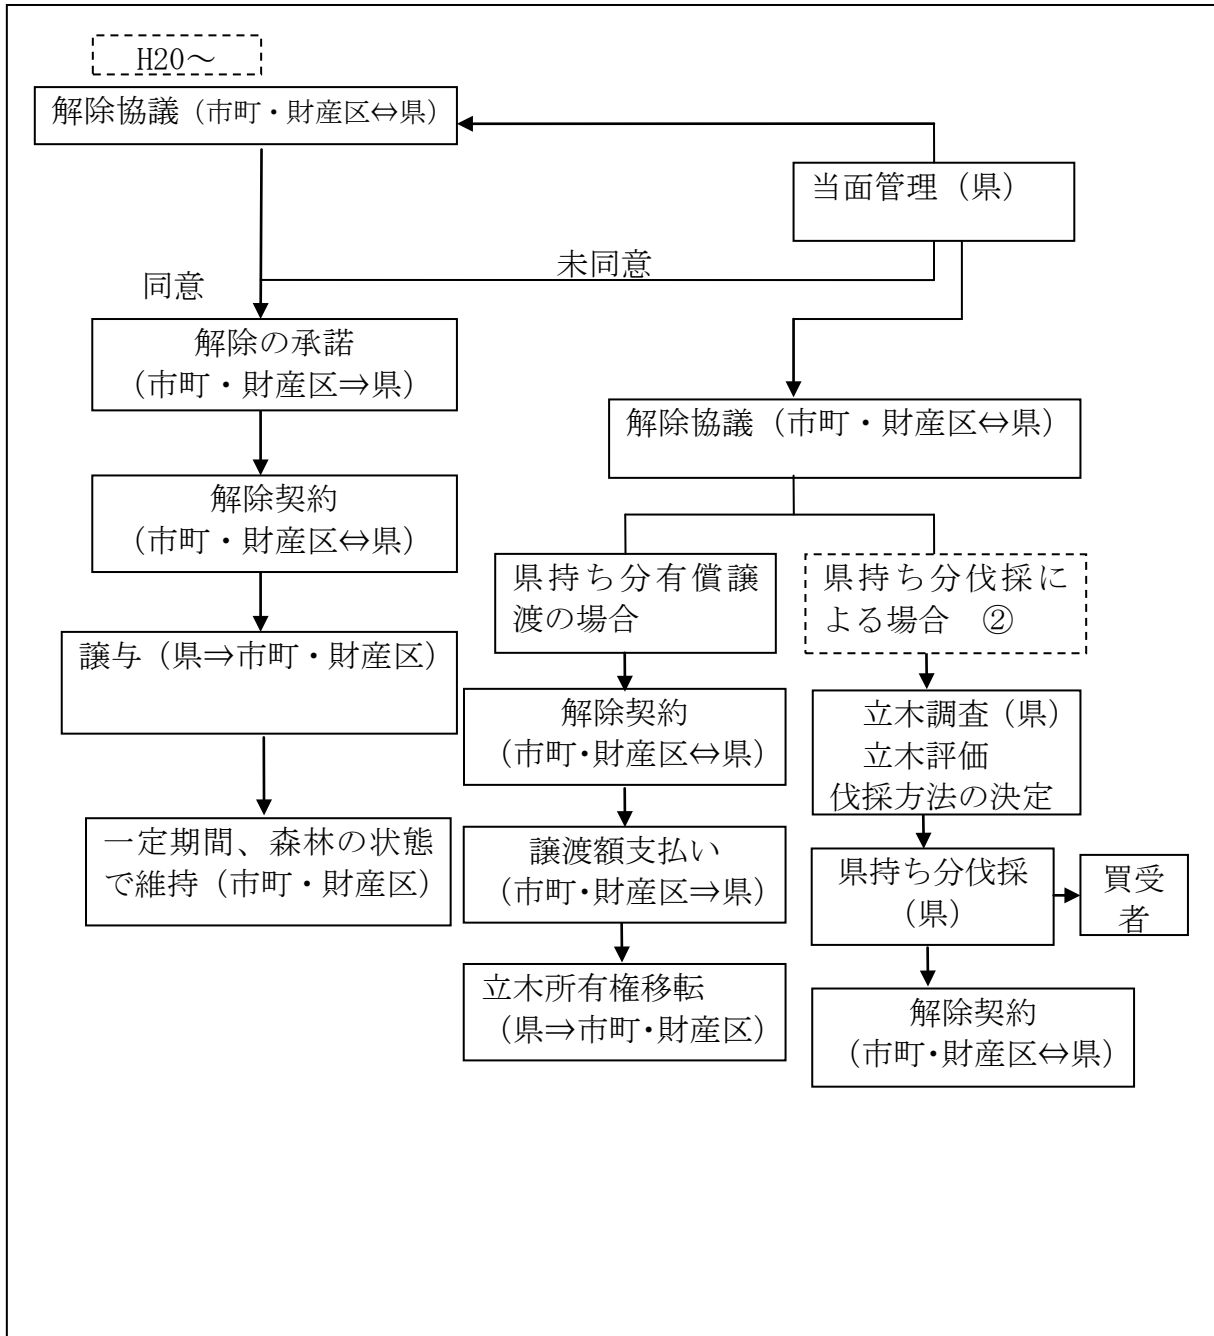 H20～
解除協議（市町・財産区⇔県）
当面管理（県）
未同意
同意
解除の承諾
（市町・財産区⇒県）
解除協議（市町・財産区⇔県）
解除契約
（市町・財産区⇔県）
県持ち分有償譲
渡の場合
県持ち分伐採に
よる場合　②
譲与（県⇒市町・財産区）
解除契約
（市町・財産区⇔県）
立木調査（県）
立木評価
伐採方法の決定
一定期間、森林の状態
で維持（市町・財産区）
譲渡額支払い
（市町・財産区⇒県）
県持ち分伐採
（県）
買受
者
立木所有権移転
（県⇒市町・財産区）
解除契約
（市町・財産区⇔県）